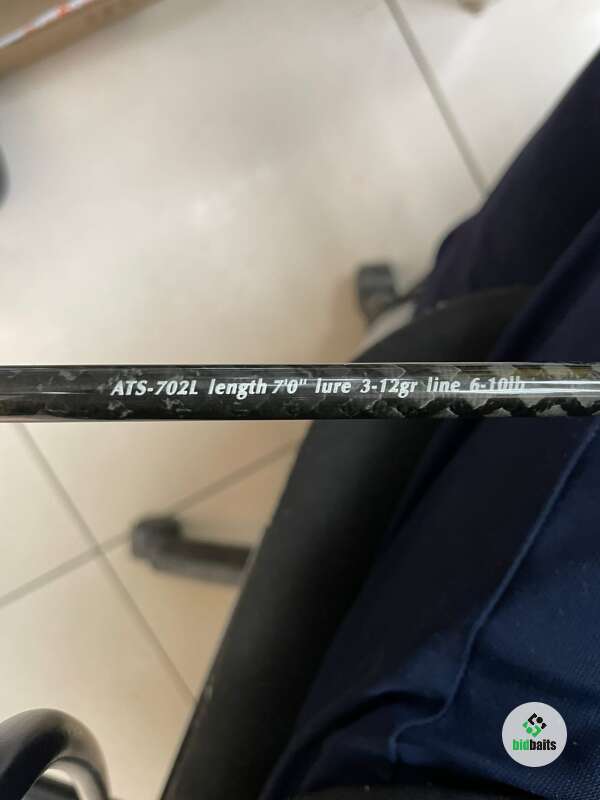 ATS-702L length 7'0" lure 3-12gr line 6-10lb
bidbaits